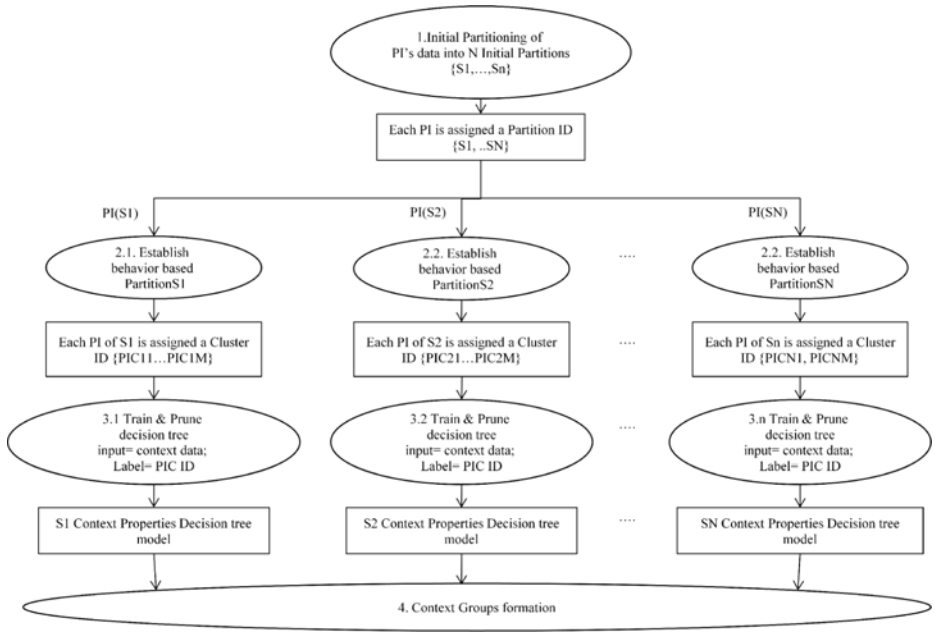 1.Initial Partitioning of
PI's data into N Initial Partitions
{S1,…,Sn}
Each PI is assigned a Partition ID
{S1, ..SN}
PI(S1)
PI(S2)
PI(SN)
2.1. Establish
behavior based
PartitionS1
2.2. Establish
behavior based
PartitionS2
....
2.2. Establish
behavior based
PartitionSN
Each PI of S1 is assigned a Cluster
ID {PIC11…PIC1M}
Each PI of S2 is assigned a Cluster
ID {PIC21…PIC2M}
....
Each PI of Sn is assigned a Cluster
ID {PICN1, PICNM}
3.1 Train & Prune
decision tree
input= context data;
Label= PIC ID
3.2 Train & Prune
decision tree
input= context data;
Label= PIC ID
....
3.n Train & Prune
decision tree
input= context data;
Label= PIC ID
S1 Context Properties Decision tree
model
S2 Context Properties Decision tree
model
....
SN Context Properties Decision tree
model
4. Context Groups formation